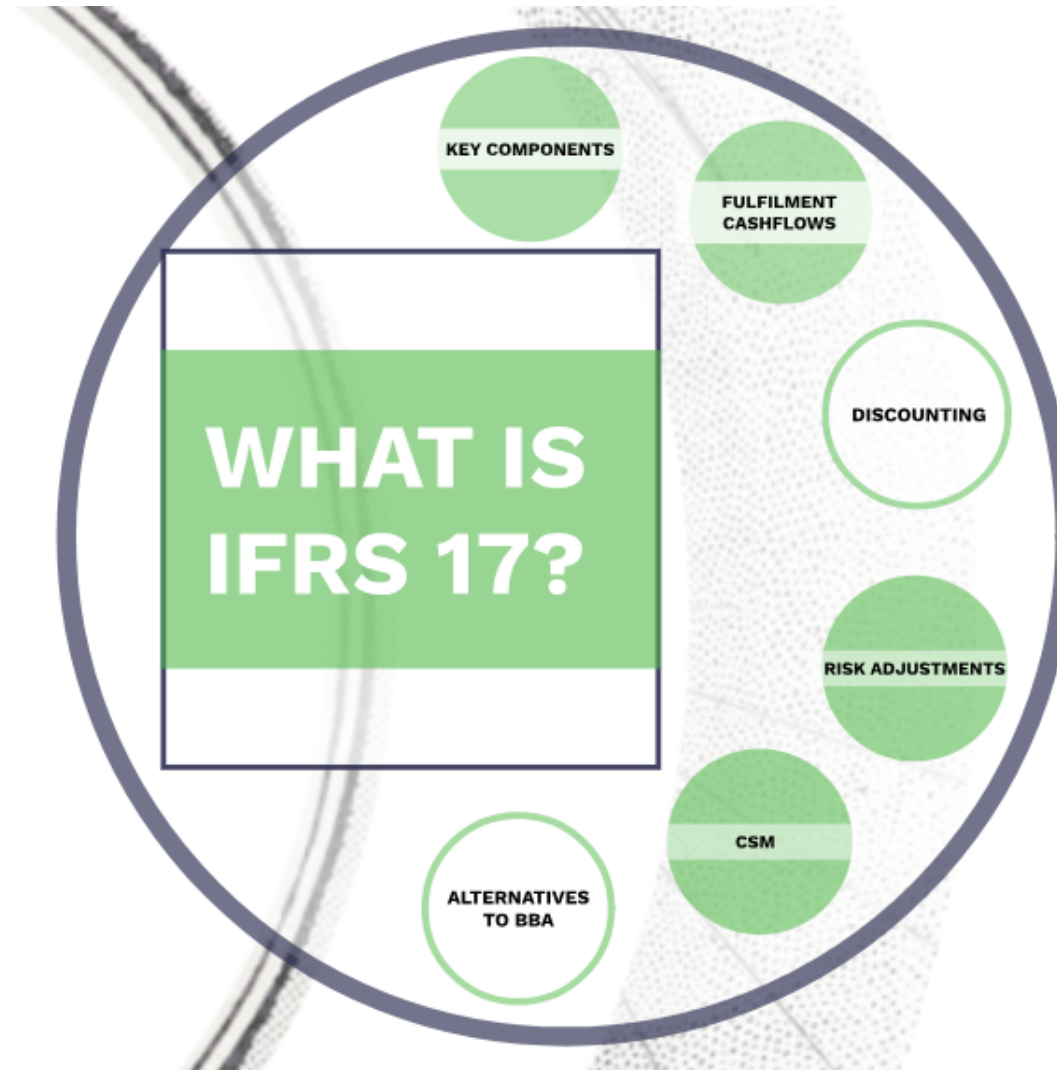 KEY COMPONENTS
FULFILMENT
CASHFLOWS
DISCOUNTING
WHAT IS
IFRS 17?
RISK ADJUSTMENTS
CSM
ALTERNATIVES
TO BBA